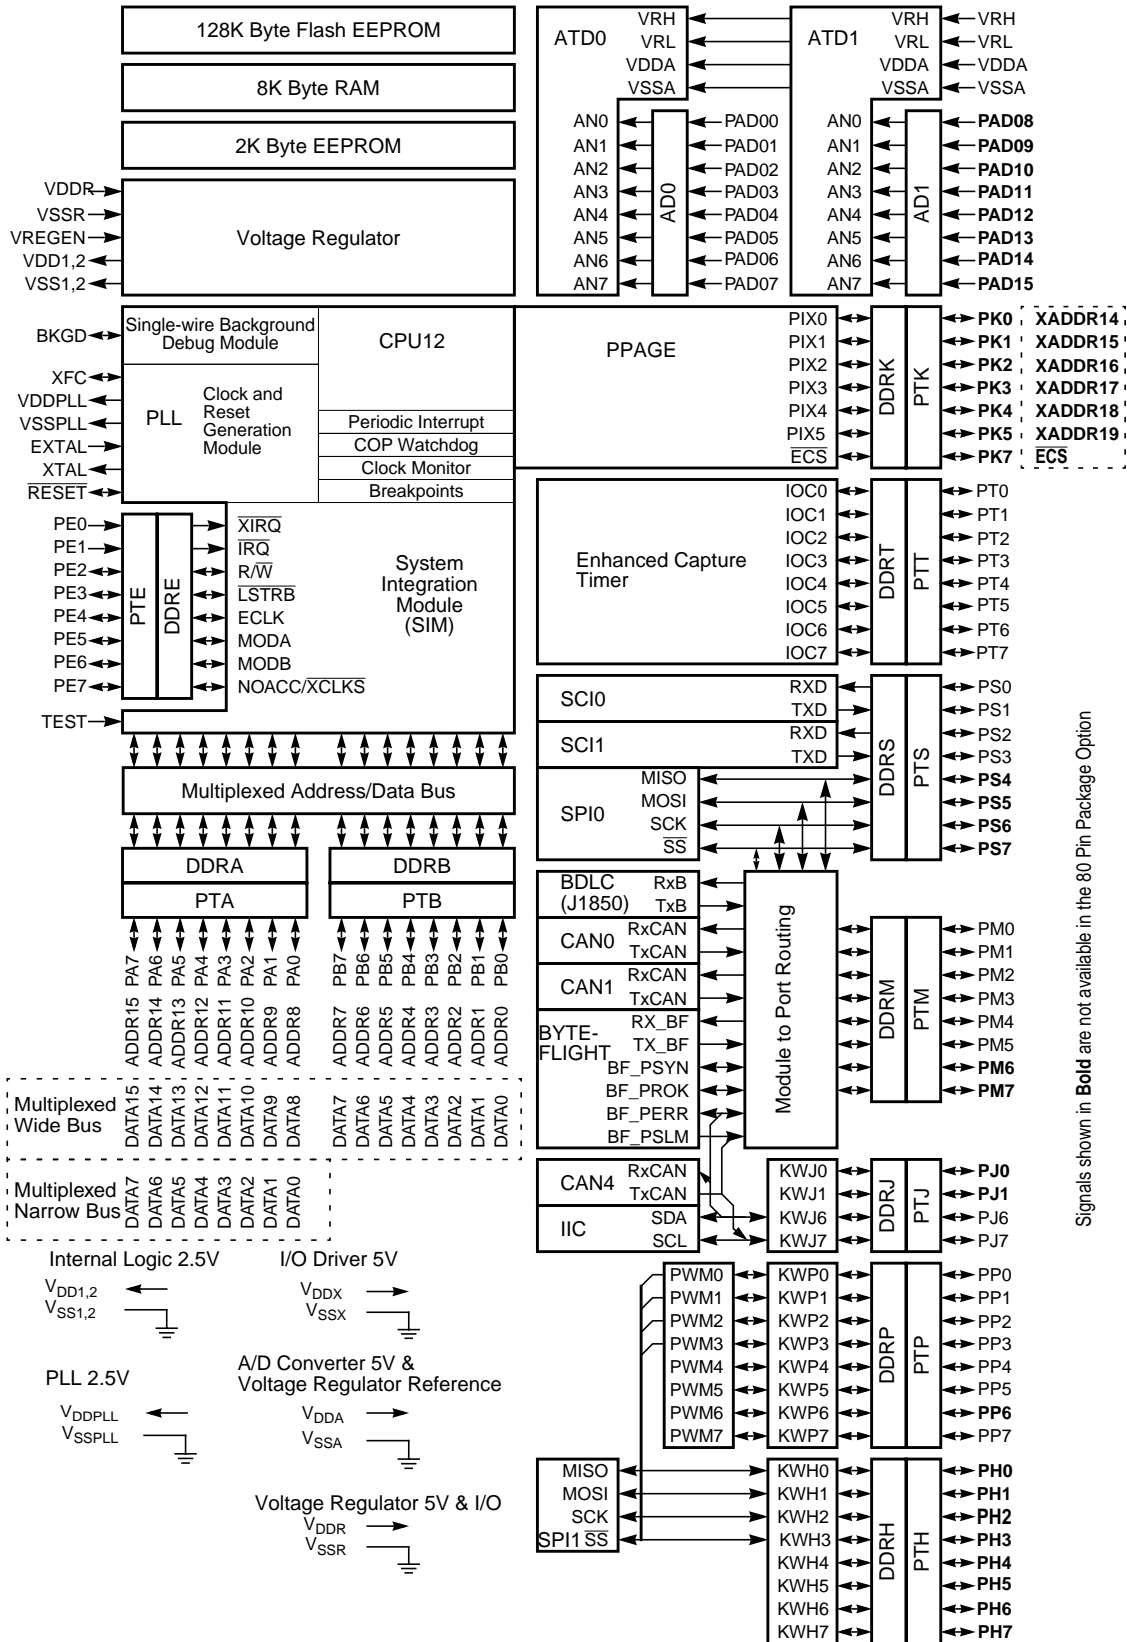 128K Byte Flash EEPROM
8K Byte RAM
2K Byte EEPROM
VDDR
VSSR
VREGEN
VDD1,2
VSS1,2
Voltage Regulator
BKGD
XFC
VDDPLL
VSSPLL
EXTAL
XTAL
RESET
Single-wire Background
Debug Module
CPU12
PLL
Clock and
Reset
Generation
Module
Periodic Interrupt
COP Watchdog
Clock Monitor
Breakpoints
PE0
PE1
PE2
PE3
PE4
PE5
PE6
PE7
TEST
PTE
DDRE
XIRQ
IRQ
R/W
LSTRB
ECLK
MODA
MODB
NOACC/XCLKS
System
Integration
Module
(SIM)
Multiplexed Address/Data Bus
DDRA
DDRB
PTA
PTB
PA7
PA6
PA5
PA4
PA3
PA2
PA1
PA0
PB7
PB6
PB5
PB4
PB3
PB2
PB1
PB0
ADDR15
ADDR14
ADDR13
ADDR12
ADDR11
ADDR10
ADDR9
ADDR8
ADDR7
ADDR6
ADDR5
ADDR4
ADDR3
ADDR2
ADDR1
ADDR0
Multiplexed
Wide Bus
DATA15
DATA14
DATA13
DATA12
DATA11
DATA10
DATA9
DATA8
DATA7
DATA6
DATA5
DATA4
DATA3
DATA2
DATA1
DATA0
Multiplexed
Narrow Bus
DATA7
DATA6
DATA5
DATA4
DATA3
DATA2
DATA1
DATA0
Internal Logic 2.5V
VDD1,2
VSS1,2
I/O Driver 5V
VDDX
VSSX
PLL 2.5V
VDDPLL
VSSPLL
A/D Converter 5V &
Voltage Regulator Reference
VDDA
VSSA
Voltage Regulator 5V & I/O
VDDR
VSSR
ATD0
VRH
VRL
VDDA
VSSA
AN0
AN1
AN2
AN3
AN4
AN5
AN6
AN7
AD0
PAD00
PAD01
PAD02
PAD03
PAD04
PAD05
PAD06
PAD07
ATD1
VRH
VRL
VDDA
VSSA
VRH
VRL
VDDA
VSSA
AN0
AN1
AN2
AN3
AN4
AN5
AN6
AN7
AD1
PAD08
PAD09
PAD10
PAD11
PAD12
PAD13
PAD14
PAD15
PPAGE
PIX0
PIX1
PIX2
PIX3
PIX4
PIX5
ECS
DDRK
PTK
PK0 XADDR14
PK1 XADDR15
PK2 XADDR16
PK3 XADDR17
PK4 XADDR18
PK5 XADDR19
PK7 ECS
Enhanced Capture
Timer
IOC0
IOC1
IOC2
IOC3
IOC4
IOC5
IOC6
IOC7
DDRT
PTT
PT0
PT1
PT2
PT3
PT4
PT5
PT6
PT7
SCI0
RXD
TXD
SCI1
RXD
TXD
SPI0
MISO
MOSI
SCK
SS
DDRS
PTS
PS0
PS1
PS2
PS3
PS4
PS5
PS6
PS7
BDLC
(J1850)
RxB
TxB
CAN0
RxCAN
TxCAN
CAN1
RxCAN
TxCAN
BYTE-
FLIGHT
RX_BF
TX_BF
BF_PSYN
BF_PROK
BF_PERR
BF_PSLM
Module to Port Routing
DDRM
PTM
PM0
PM1
PM2
PM3
PM4
PM5
PM6
PM7
CAN4
RxCAN
TxCAN
IIC
SDA
SCL
KWJ0
KWJ1
KWJ6
KWJ7
DDRJ
PTJ
PJ0
PJ1
PJ6
PJ7
PWM0
PWM1
PWM2
PWM3
PWM4
PWM5
PWM6
PWM7
KWP0
KWP1
KWP2
KWP3
KWP4
KWP5
KWP6
KWP7
DDRP
PTP
PP0
PP1
PP2
PP3
PP4
PP5
PP6
PP7
MISO
MOSI
SCK
SPI1 SS
KWH0
KWH1
KWH2
KWH3
KWH4
KWH5
KWH6
KWH7
DDRH
PTH
PH0
PH1
PH2
PH3
PH4
PH5
PH6
PH7
Signals shown in Bold are not available in the 80 Pin Package Option